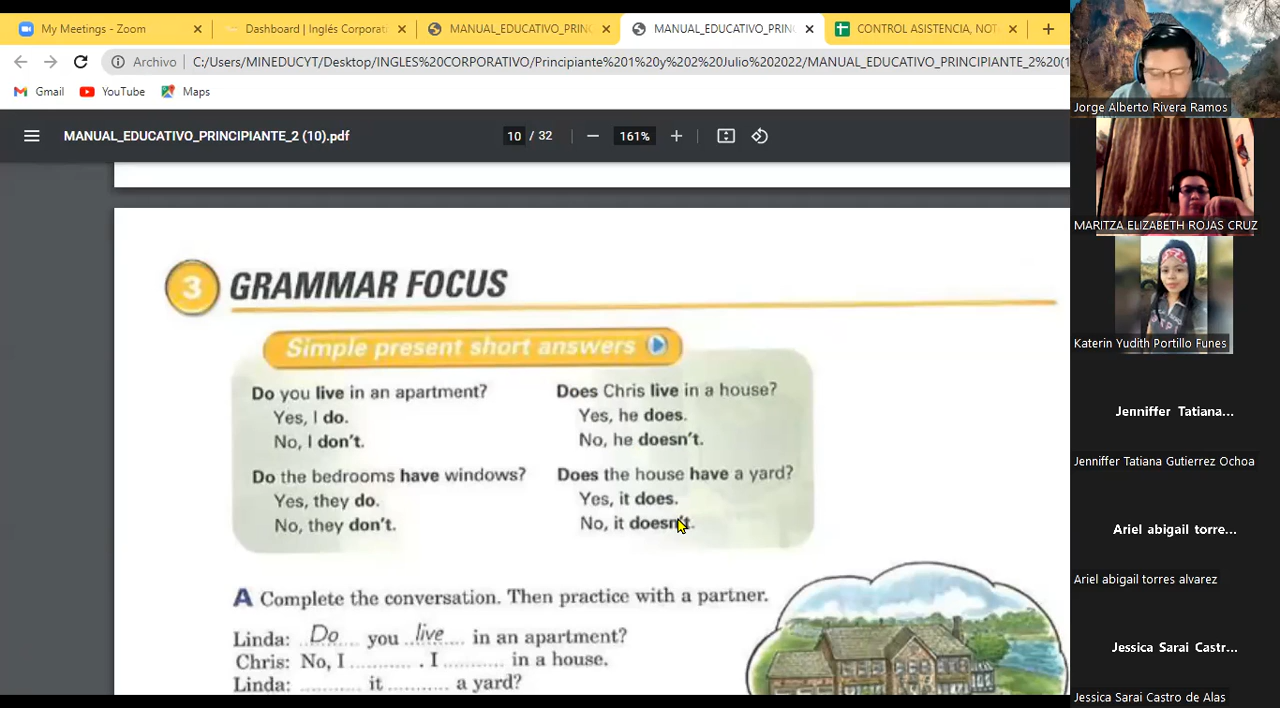 My Meetings - Zoom
Dashboard | Inglés Corporati
MANUAL_EDUCATIVO_PRINC
MANUAL_EDUCATIVO_PRINC
CONTROL ASISTENCIA, NOT
Archivo
C:/Users/MINEDUCYT/Desktop/INGLES%20CORPORATIVO/Principiante%201%20y%202%20Julio%202022/MANUAL_EDUCATIVO_PRINCIPIANTE_2%20(1
Gmail
YouTube
Maps
MANUAL_EDUCATIVO_PRINCIPIANTE_2 (10).pdf
10 / 32
161%
3 GRAMMAR FOCUS
Simple present short answers
Do you live in an apartment?
Yes, I do.
No, I don't.
Do the bedrooms have windows?
Yes, they do.
No, they don't.
Does Chris live in a house?
Yes, he does.
No, he doesn't.
Does the house have a yard?
Yes, it does.
No, it doesn't.
A Complete the conversation. Then practice with a partner.
Linda: Do you live in an apartment?
Chris: No, I .......... . I .......... in a house.
Linda: .......... it .......... a yard?
Jorge Alberto Rivera Ramos
MARITZA ELIZABETH ROJAS CRUZ
Katerin Yudith Portillo Funes
Jenniffer Tatiana...
Jenniffer Tatiana Gutierrez Ochoa
Ariel abigail torre...
Ariel abigail torres alvarez
Jessica Sarai Castr...
Jessica Sarai Castro de Alas